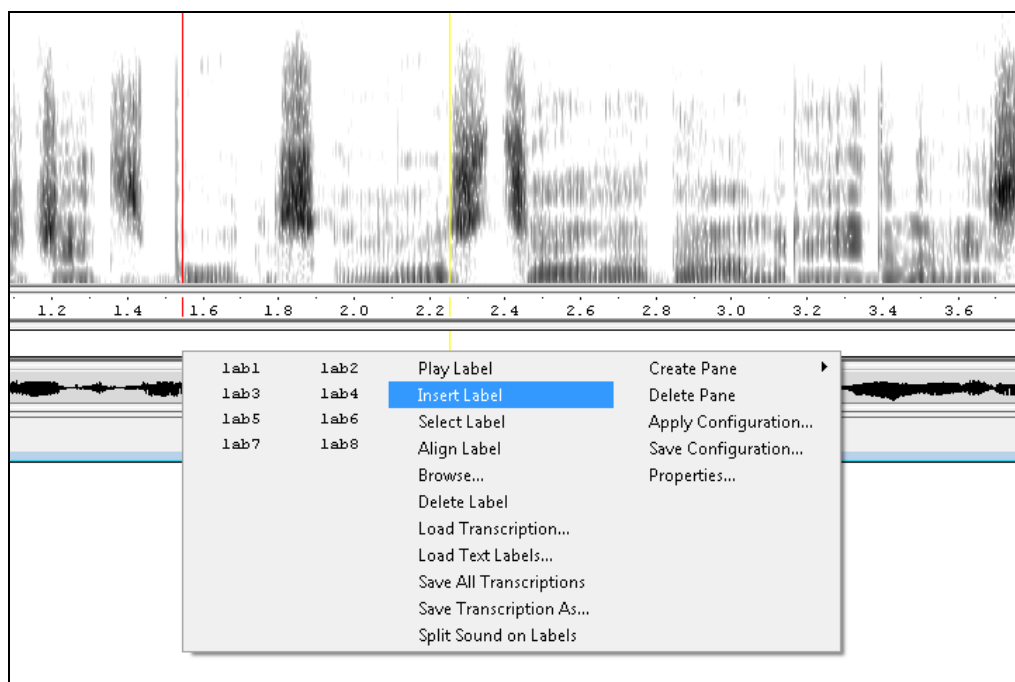 1.2 1.4 1.6 1.8 2.0 2.2 2.4 2.6 2.8 3.0 3.2 3.4 3.6
lab1 lab2 Play Label Create Pane
lab3 lab4 Insert Label Delete Pane
lab5 lab6 Select Label Apply Configuration...
lab7 lab8 Align Label Save Configuration...
Browse... Properties...
Delete Label
Load Transcription...
Load Text Labels...
Save All Transcriptions
Save Transcription As...
Split Sound on Labels